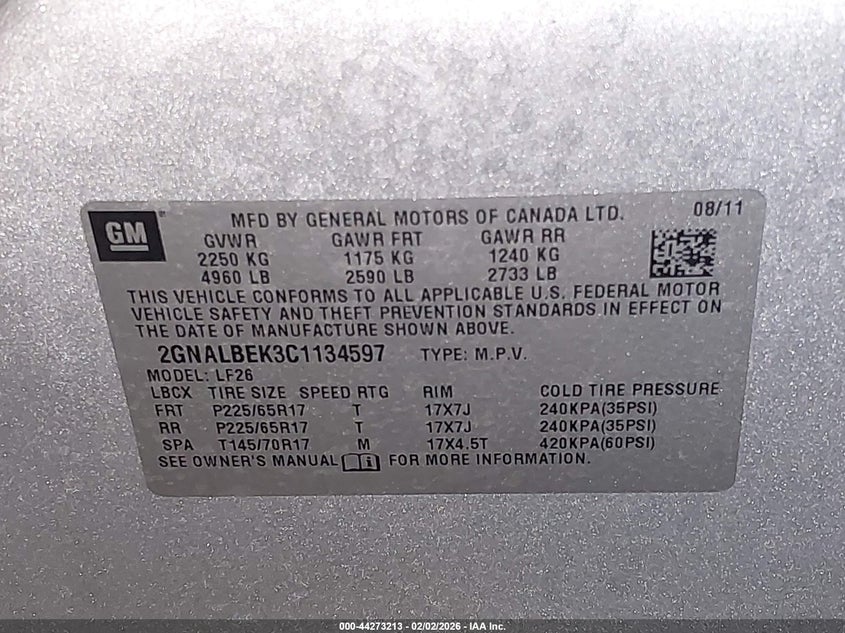 GM
MFD BY GENERAL MOTORS OF CANADA LTD. 08/11
GVWR GAWR FRT GAWR RR
2250 KG 1175 KG 1240 KG
4960 LB 2590 LB 2733 LB
THIS VEHICLE CONFORMS TO ALL APPLICABLE U.S. FEDERAL MOTOR
VEHICLE SAFETY AND THEFT PREVENTION STANDARDS IN EFFECT ON
THE DATE OF MANUFACTURE SHOWN ABOVE.
2GNALBEK3C1134597 TYPE: M.P.V.
MODEL: LF26
LBCX TIRE SIZE SPEED RTG RIM COLD TIRE PRESSURE
FRT P225/65R17 T 17X7J 240KPA(35PSI)
RR P225/65R17 T 17X7J 240KPA(35PSI)
SPA T145/70R17 M 17X4.5T 420KPA(60PSI)
SEE OWNER'S MANUAL FOR MORE INFORMATION.
000-44273213 - 02/02/2026 - IAA Inc.